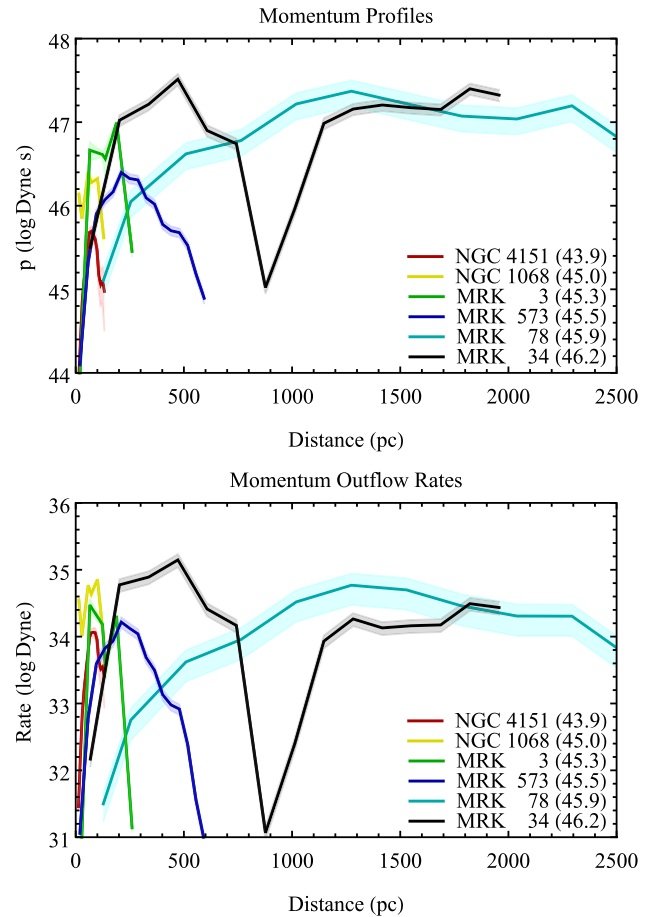 Momentum Profiles
48
47
46
45
44
p (log Dyne s)
NGC 4151 (43.9)
NGC 1068 (45.0)
MRK 3 (45.3)
MRK 573 (45.5)
MRK 78 (45.9)
MRK 34 (46.2)
0 500 1000 1500 2000 2500
Distance (pc)
Momentum Outflow Rates
36
35
34
33
32
31
Rate (log Dyne)
NGC 4151 (43.9)
NGC 1068 (45.0)
MRK 3 (45.3)
MRK 573 (45.5)
MRK 78 (45.9)
MRK 34 (46.2)
0 500 1000 1500 2000 2500
Distance (pc)